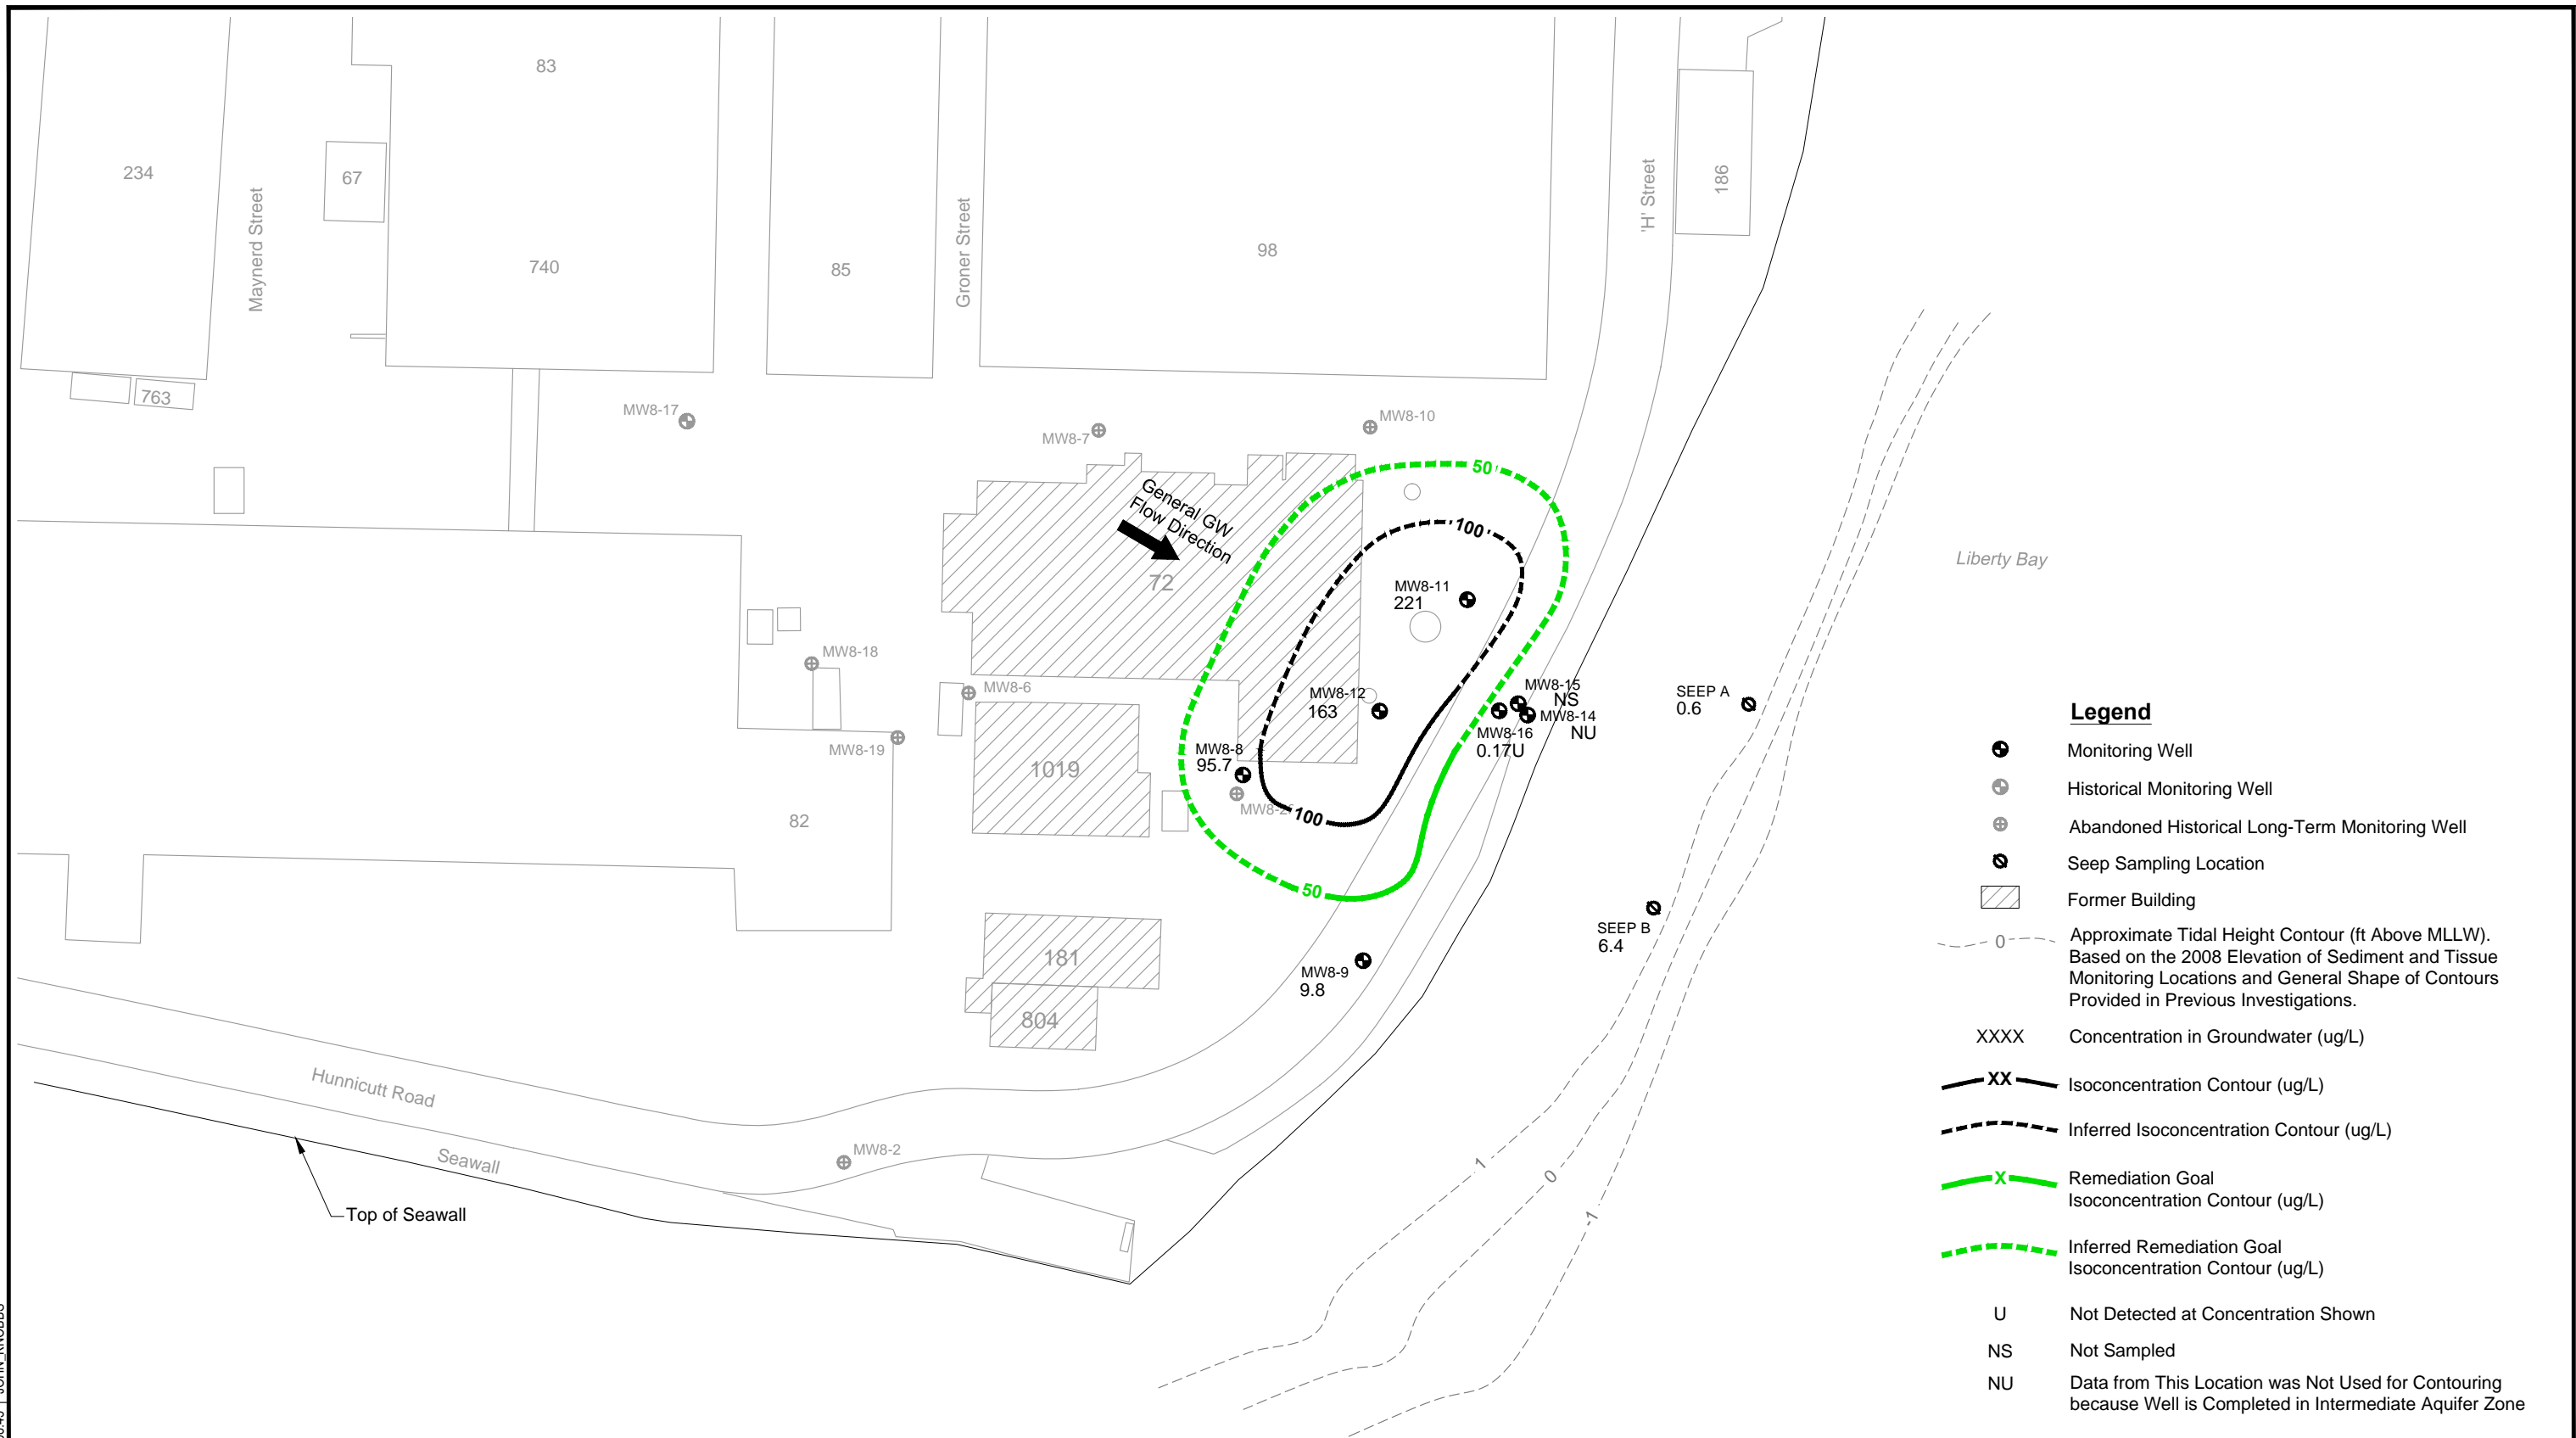 83
234
67
Maynerd Street
740
85
Groner Street
98
'H' Street
186
763
MW8-17
MW8-7
MW8-10
50
General GW
Flow Direction
100
72
Liberty Bay
MW8-11
221
MW8-18
MW8-6
MW8-12
163
MW8-15
NS
MW8-14
NU
MW8-16
0.17U
SEEP A
0.6
MW8-19
MW8-8
95.7
1019
82
100
50
SEEP B
6.4
181
MW8-9
9.8
804
Hunnicutt Road
Seawall
MW8-2
Top of Seawall
1
0
-1
Legend
Monitoring Well
Historical Monitoring Well
Abandoned Historical Long-Term Monitoring Well
Seep Sampling Location
Former Building
0
Approximate Tidal Height Contour (ft Above MLLW).
Based on the 2008 Elevation of Sediment and Tissue
Monitoring Locations and General Shape of Contours
Provided in Previous Investigations.
XXXX Concentration in Groundwater (ug/L)
XX Isoconcentration Contour (ug/L)
Inferred Isoconcentration Contour (ug/L)
X Remediation Goal
Isoconcentration Contour (ug/L)
Inferred Remediation Goal
Isoconcentration Contour (ug/L)
U Not Detected at Concentration Shown
NS Not Sampled
NU Data from This Location was Not Used for Contouring
because Well is Completed in Intermediate Aquifer Zone